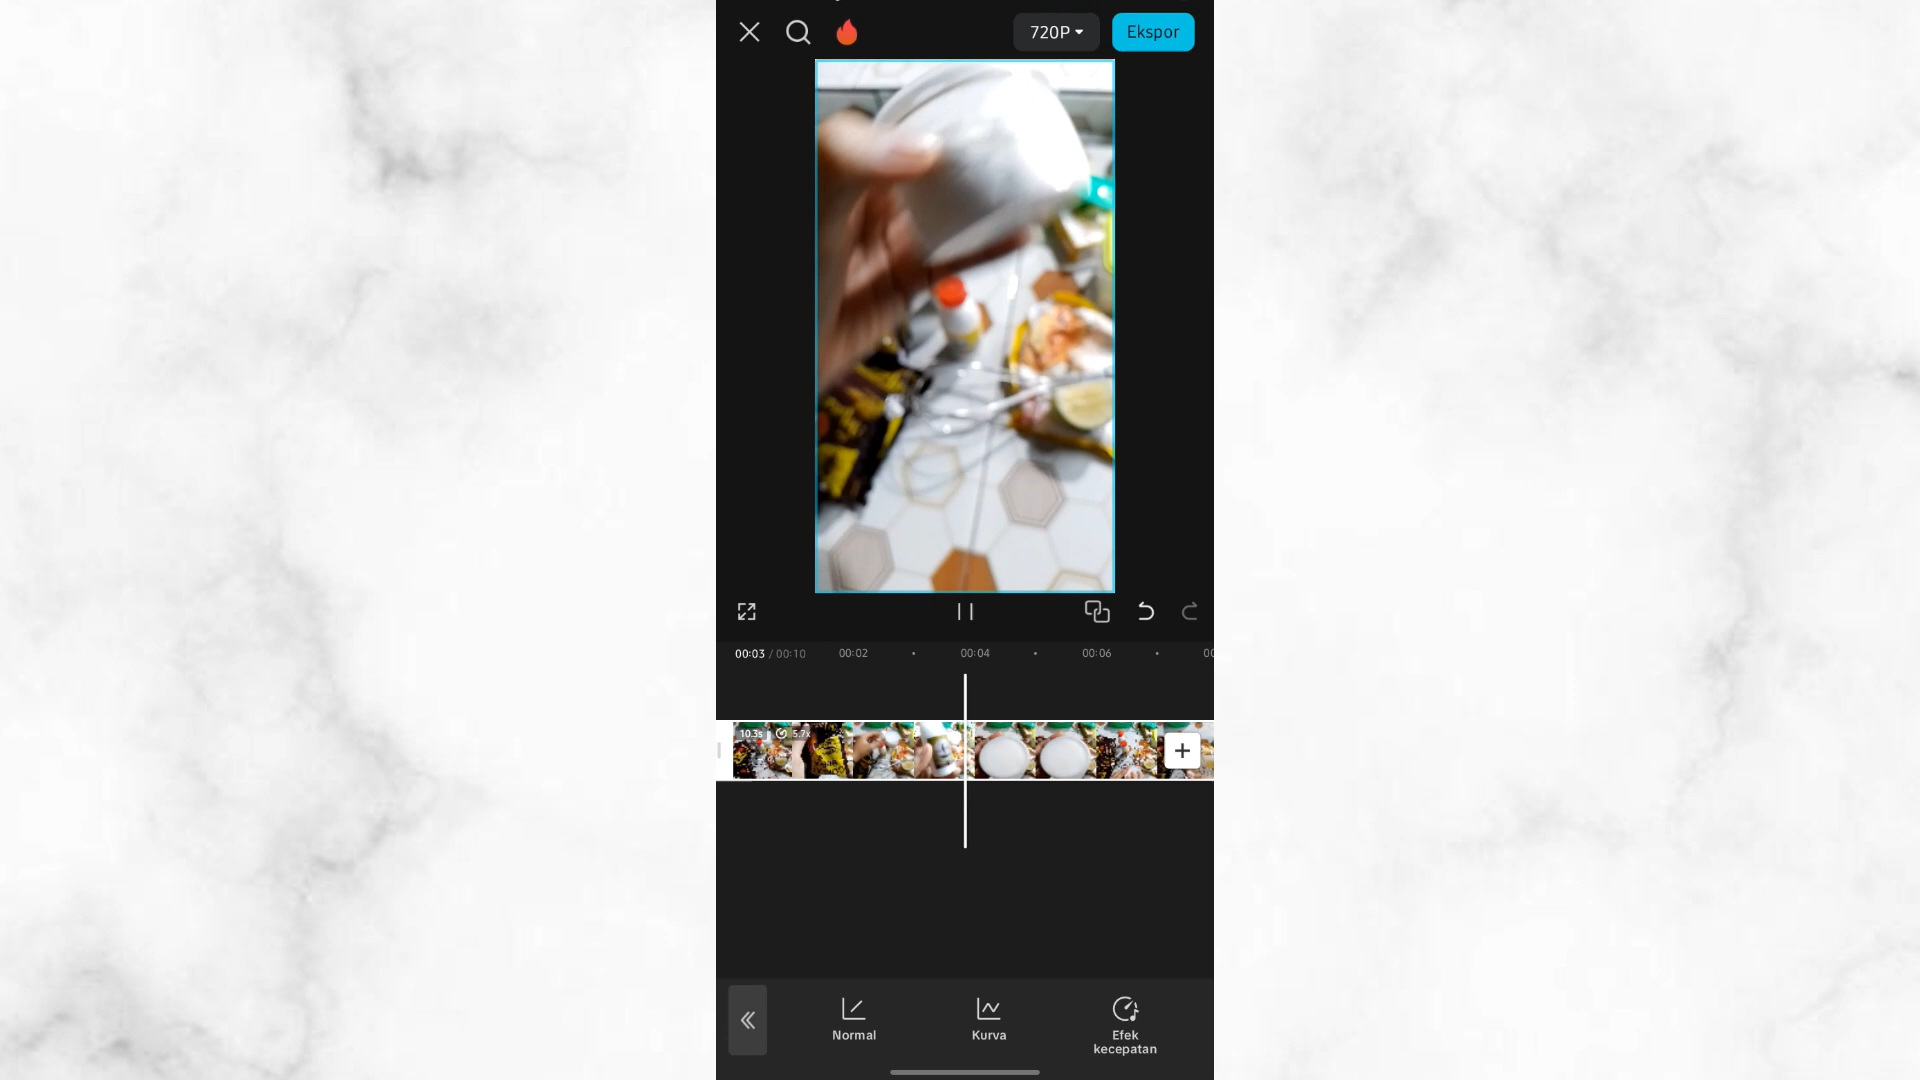 720P
Ekspor
00:03 / 00:10
00:02
00:04
00:06
10.3s 5.7x
Normal
Kurva
Efek
kecepatan